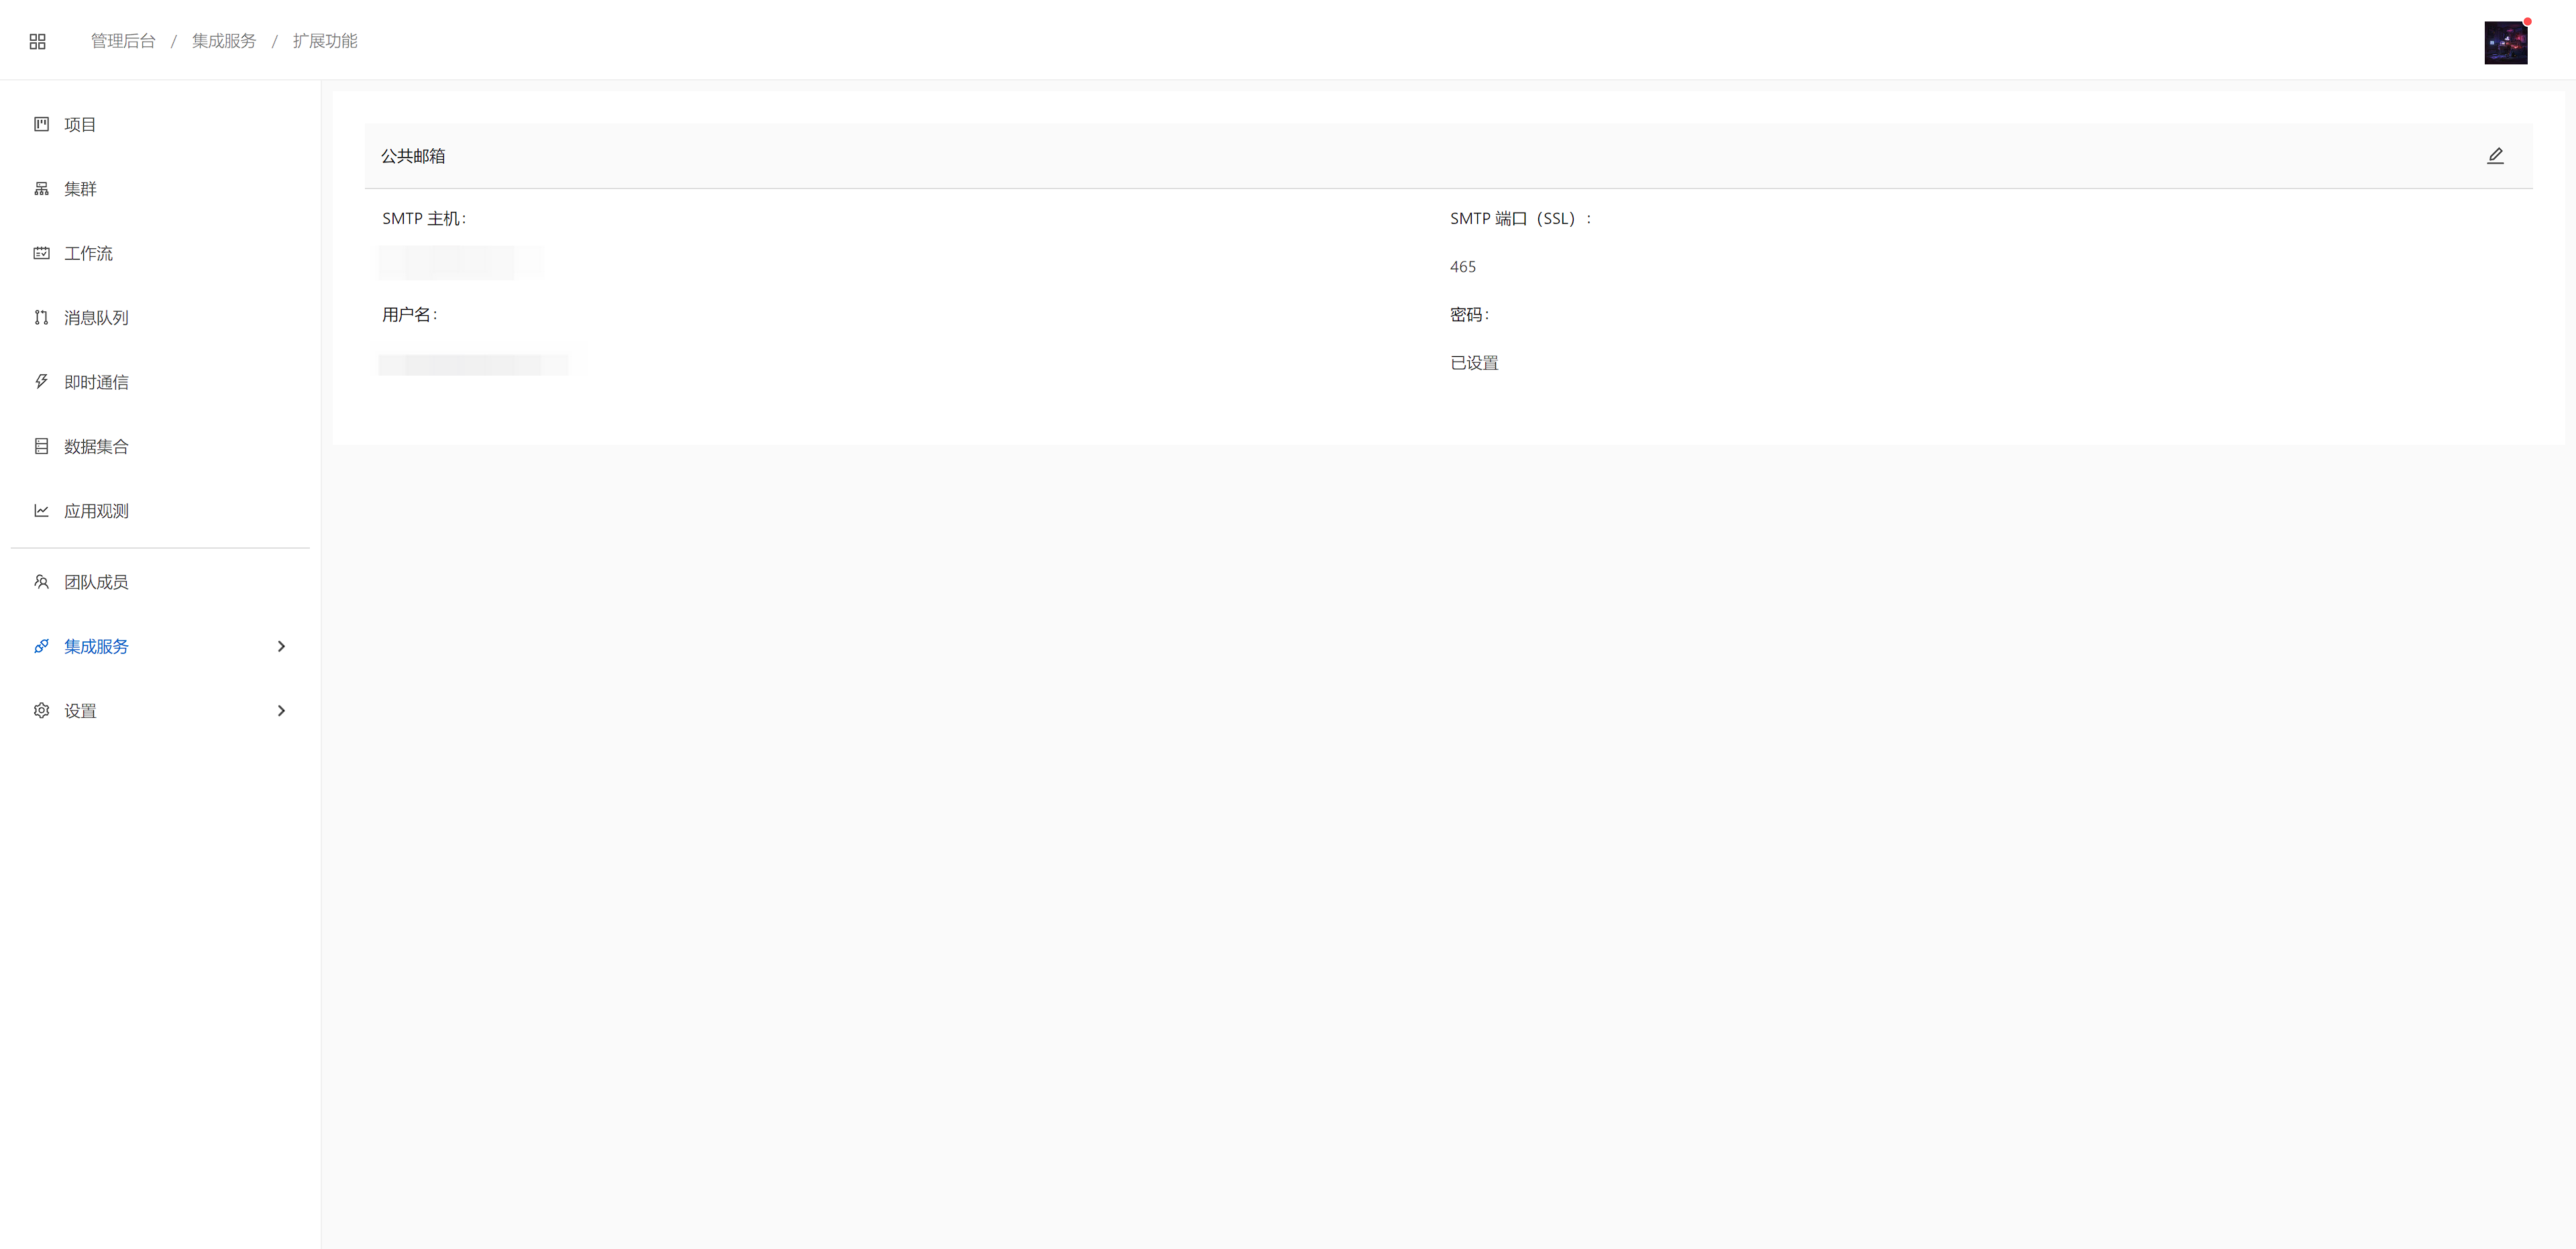 管理后台 / 集成服务 / 扩展功能
项目
集群
工作流
消息队列
即时通信
数据集合
应用观测
团队成员
集成服务
设置
公共邮箱
SMTP 主机：
SMTP 端口（SSL）：
465
用户名：
密码：
已设置